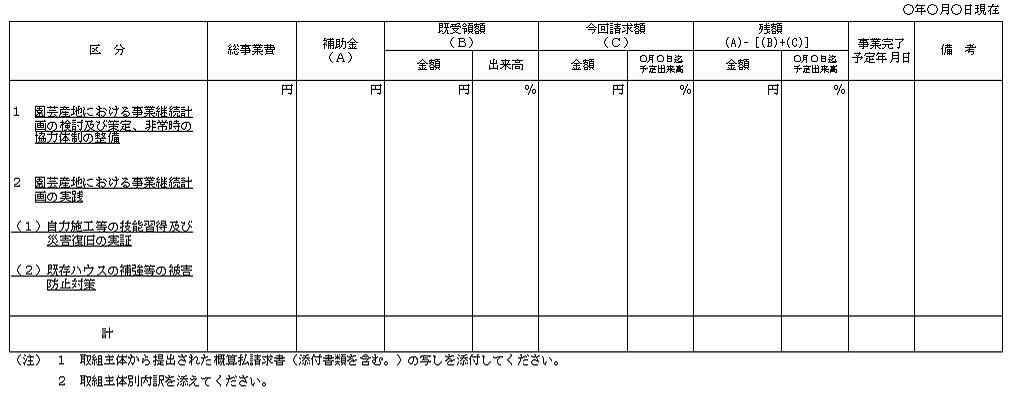 〇年〇月〇日現在
区　分
総事業費
補助金
（Ａ）
既受領額
（Ｂ）
今回請求額
（Ｃ）
残額
(A)-［(B)+(C)］
事業完了
予定年月日
備　考
金額
出来高
金額
〇月〇日迄
予定出来高
金額
〇月〇日迄
予定出来高
円
円
円
％
円
％
円
％
１　園芸産地における事業継続計
画の検討及び策定、非常時の
協力体制の整備
２　園芸産地における事業継続計
画の実践
（１）自力施工等の技能習得及び
災害復旧の実証
（２）既存ハウスの補強等の被害
防止対策
計
（注）　１　取組主体から提出された概算払請求書（添付書類を含む。）の写しを添付してください。
２　取組主体別内訳を添えてください。